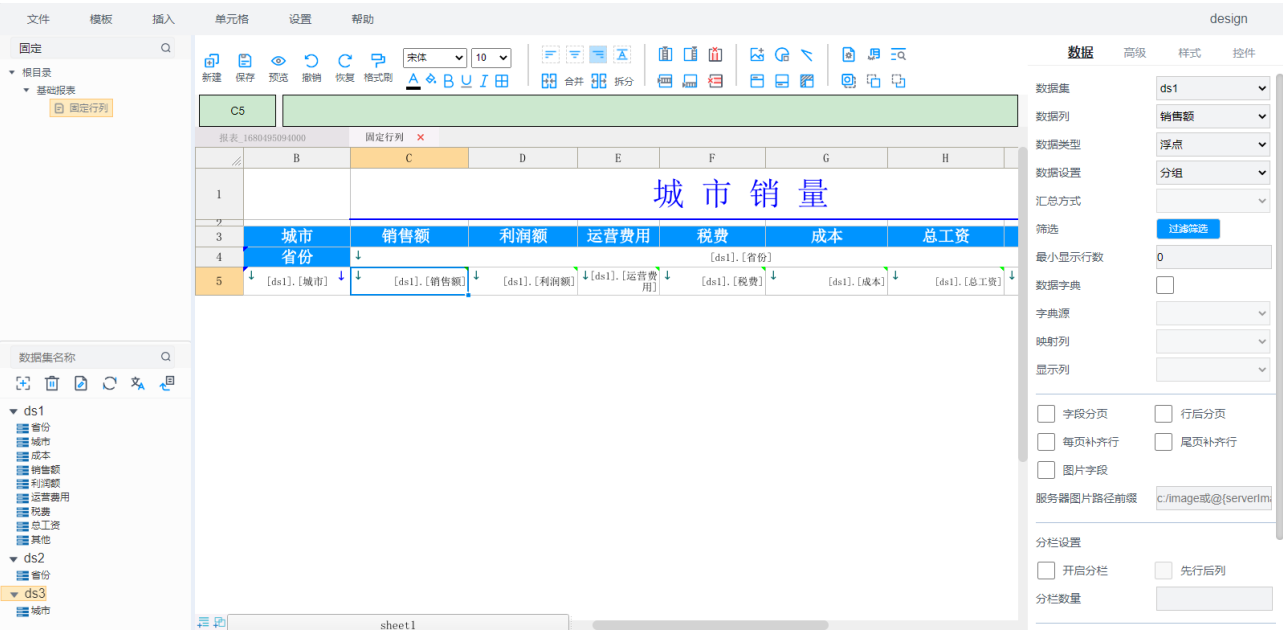 文件 模板 插入 单元格 设置 帮助 design
固定
根目录
基础报表
固定行列
新建 保存 预览 撤销 恢复 格式刷
宋体 10
合并 拆分
C5
报表_1680495094000 固定行列
B C D E F G H
1 城市销量
2
3 城市 销售额 利润额 运营费用 税费 成本 总工资
4 省份 [ds1].[省份]
5 [ds1].[城市] [ds1].[销售额] [ds1].[利润额] [ds1].[运营费用] [ds1].[税费] [ds1].[成本] [ds1].[总工资]
sheet1
数据集名称
ds1
省份
城市
成本
销售额
利润额
运营费用
税费
总工资
其他
ds2
省份
ds3
城市
数据 高级 样式 控件
数据集 ds1
数据列 销售额
数据类型 浮点
数据设置 分组
汇总方式
筛选 过滤筛选
最小显示行数 0
数据字典
字典源
映射列
显示列
字段分页 行后分页
每页补齐行 尾页补齐行
图片字段
服务器图片路径前缀 c:/image或@{serverIma
分栏设置
开启分栏 先行后列
分栏数量